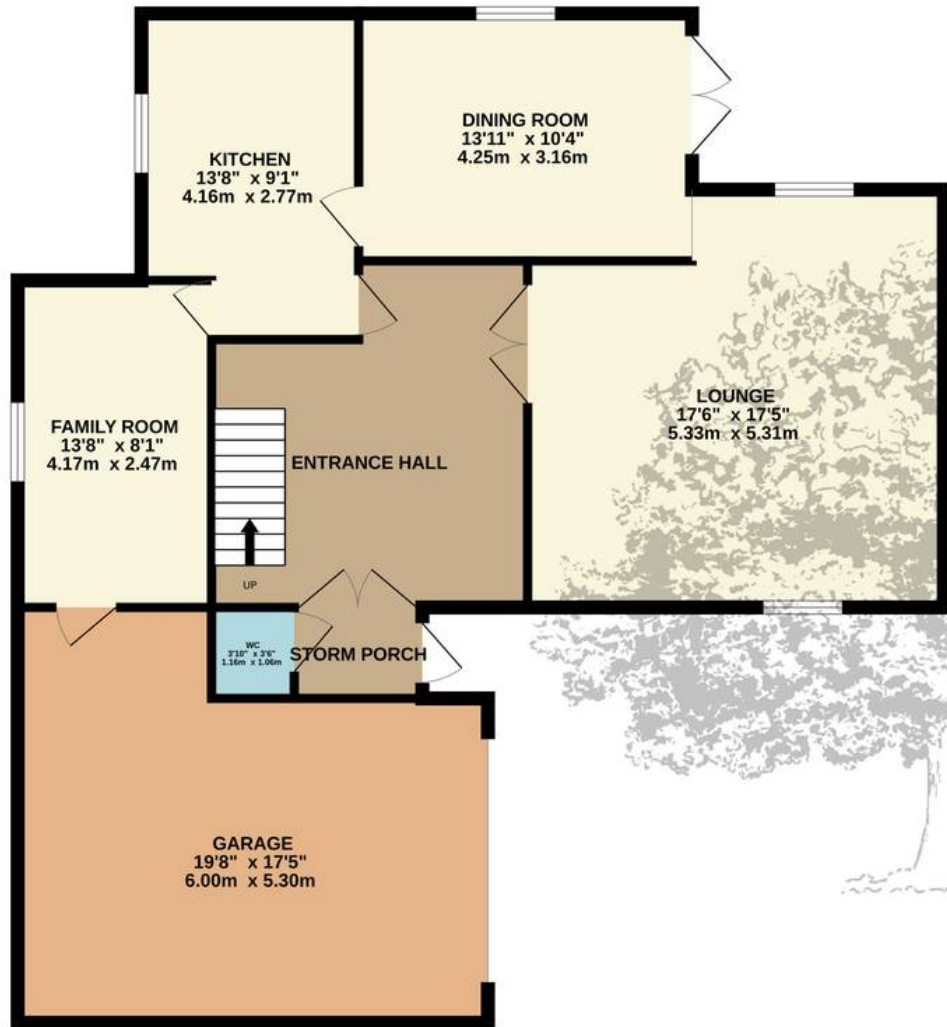 DINING ROOM
13'11" x 10'4"
4.25m x 3.16m
KITCHEN
13'8" x 9'1"
4.16m x 2.77m
LOUNGE
17'6" x 17'5"
5.33m x 5.31m
FAMILY ROOM
13'8" x 8'1"
4.17m x 2.47m
ENTRANCE HALL
UP
WC
3'10" x 3'6"
1.16m x 1.06m
STORM PORCH
GARAGE
19'8" x 17'5"
6.00m x 5.30m